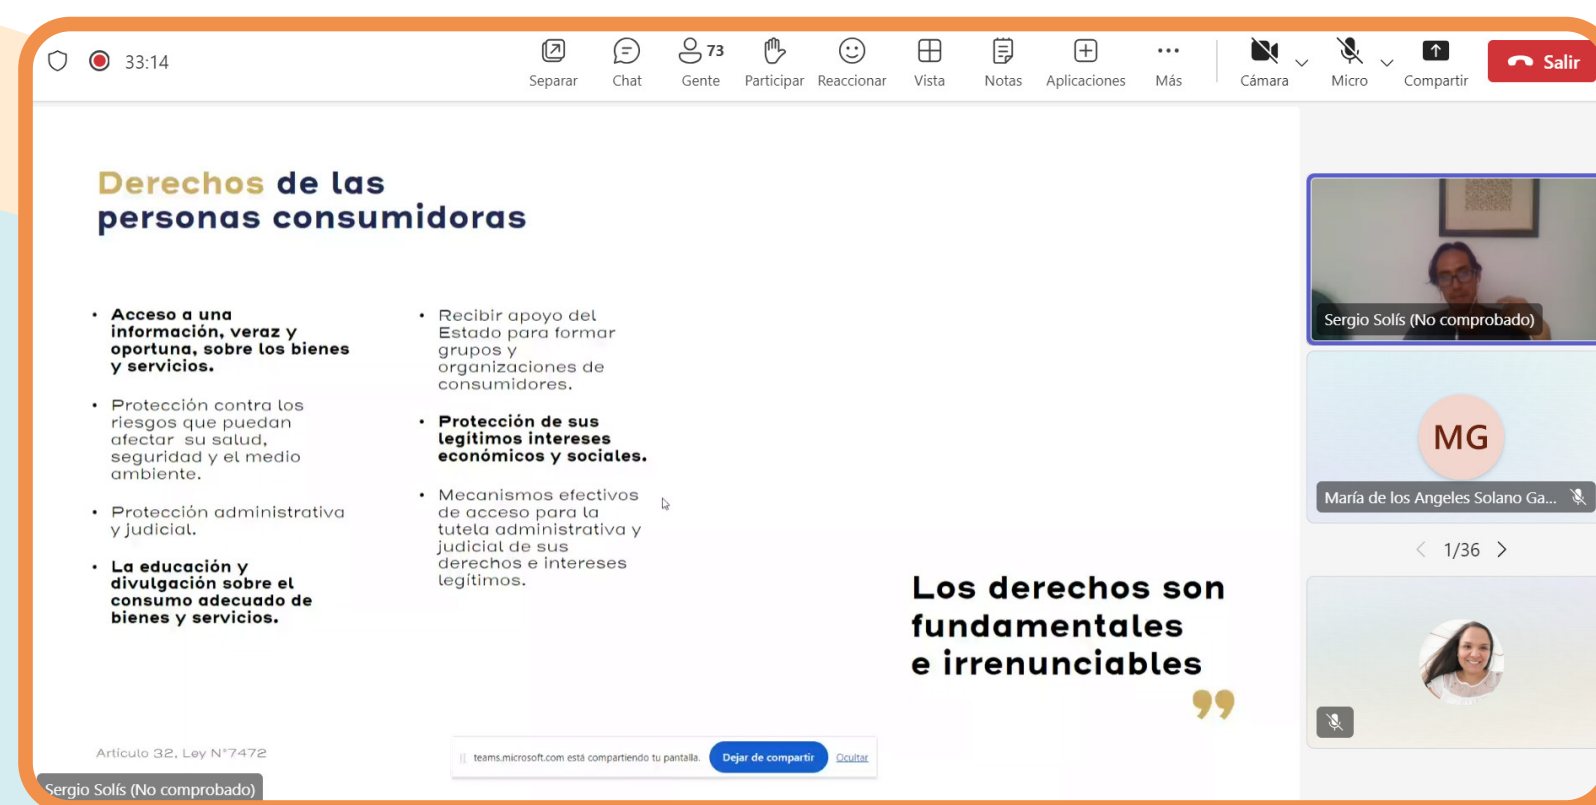 33:14
Separar
Chat
73
Gente
Participar
Reaccionar
Vista
Notas
Aplicaciones
Más
Cámara
Micro
Compartir
Salir
Derechos de las
personas consumidoras
• Acceso a una
información, veraz y
oportuna, sobre los bienes
y servicios.
• Protección contra los
riesgos que puedan
afectar su salud,
seguridad y el medio
ambiente.
• Protección administrativa
y judicial.
• La educación y
divulgación sobre el
consumo adecuado de
bienes y servicios.
• Recibir apoyo del
Estado para formar
grupos y
organizaciones de
consumidores.
• Protección de sus
legítimos intereses
económicos y sociales.
• Mecanismos efectivos
de acceso para la
tutela administrativa y
judicial de sus
derechos e intereses
legítimos.
Los derechos son
fundamentales
e irrenunciables
”
Artículo 32, Ley N°7472
teams.microsoft.com está compartiendo tu pantalla.
Dejar de compartir
Ocultar
Sergio Solís (No comprobado)
Sergio Solís (No comprobado)
MG
María de los Angeles Solano Ga...
1/36